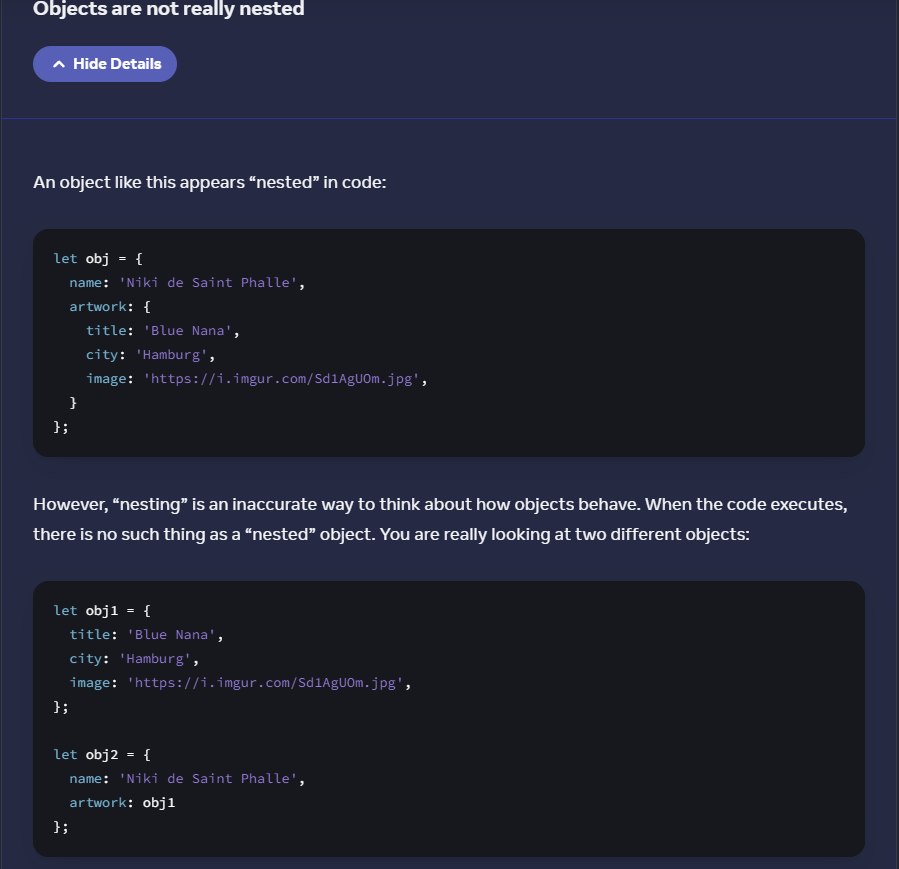 Objects are not really nested
Hide Details
An object like this appears “nested” in code:
let obj = {
  name: 'Niki de Saint Phalle',
  artwork: {
    title: 'Blue Nana',
    city: 'Hamburg',
    image: 'https://i.imgur.com/Sd1AgUOm.jpg',
  }
};
However, “nesting” is an inaccurate way to think about how objects behave. When the code executes,
there is no such thing as a “nested” object. You are really looking at two different objects:
let obj1 = {
  title: 'Blue Nana',
  city: 'Hamburg',
  image: 'https://i.imgur.com/Sd1AgUOm.jpg',
};
let obj2 = {
  name: 'Niki de Saint Phalle',
  artwork: obj1
};